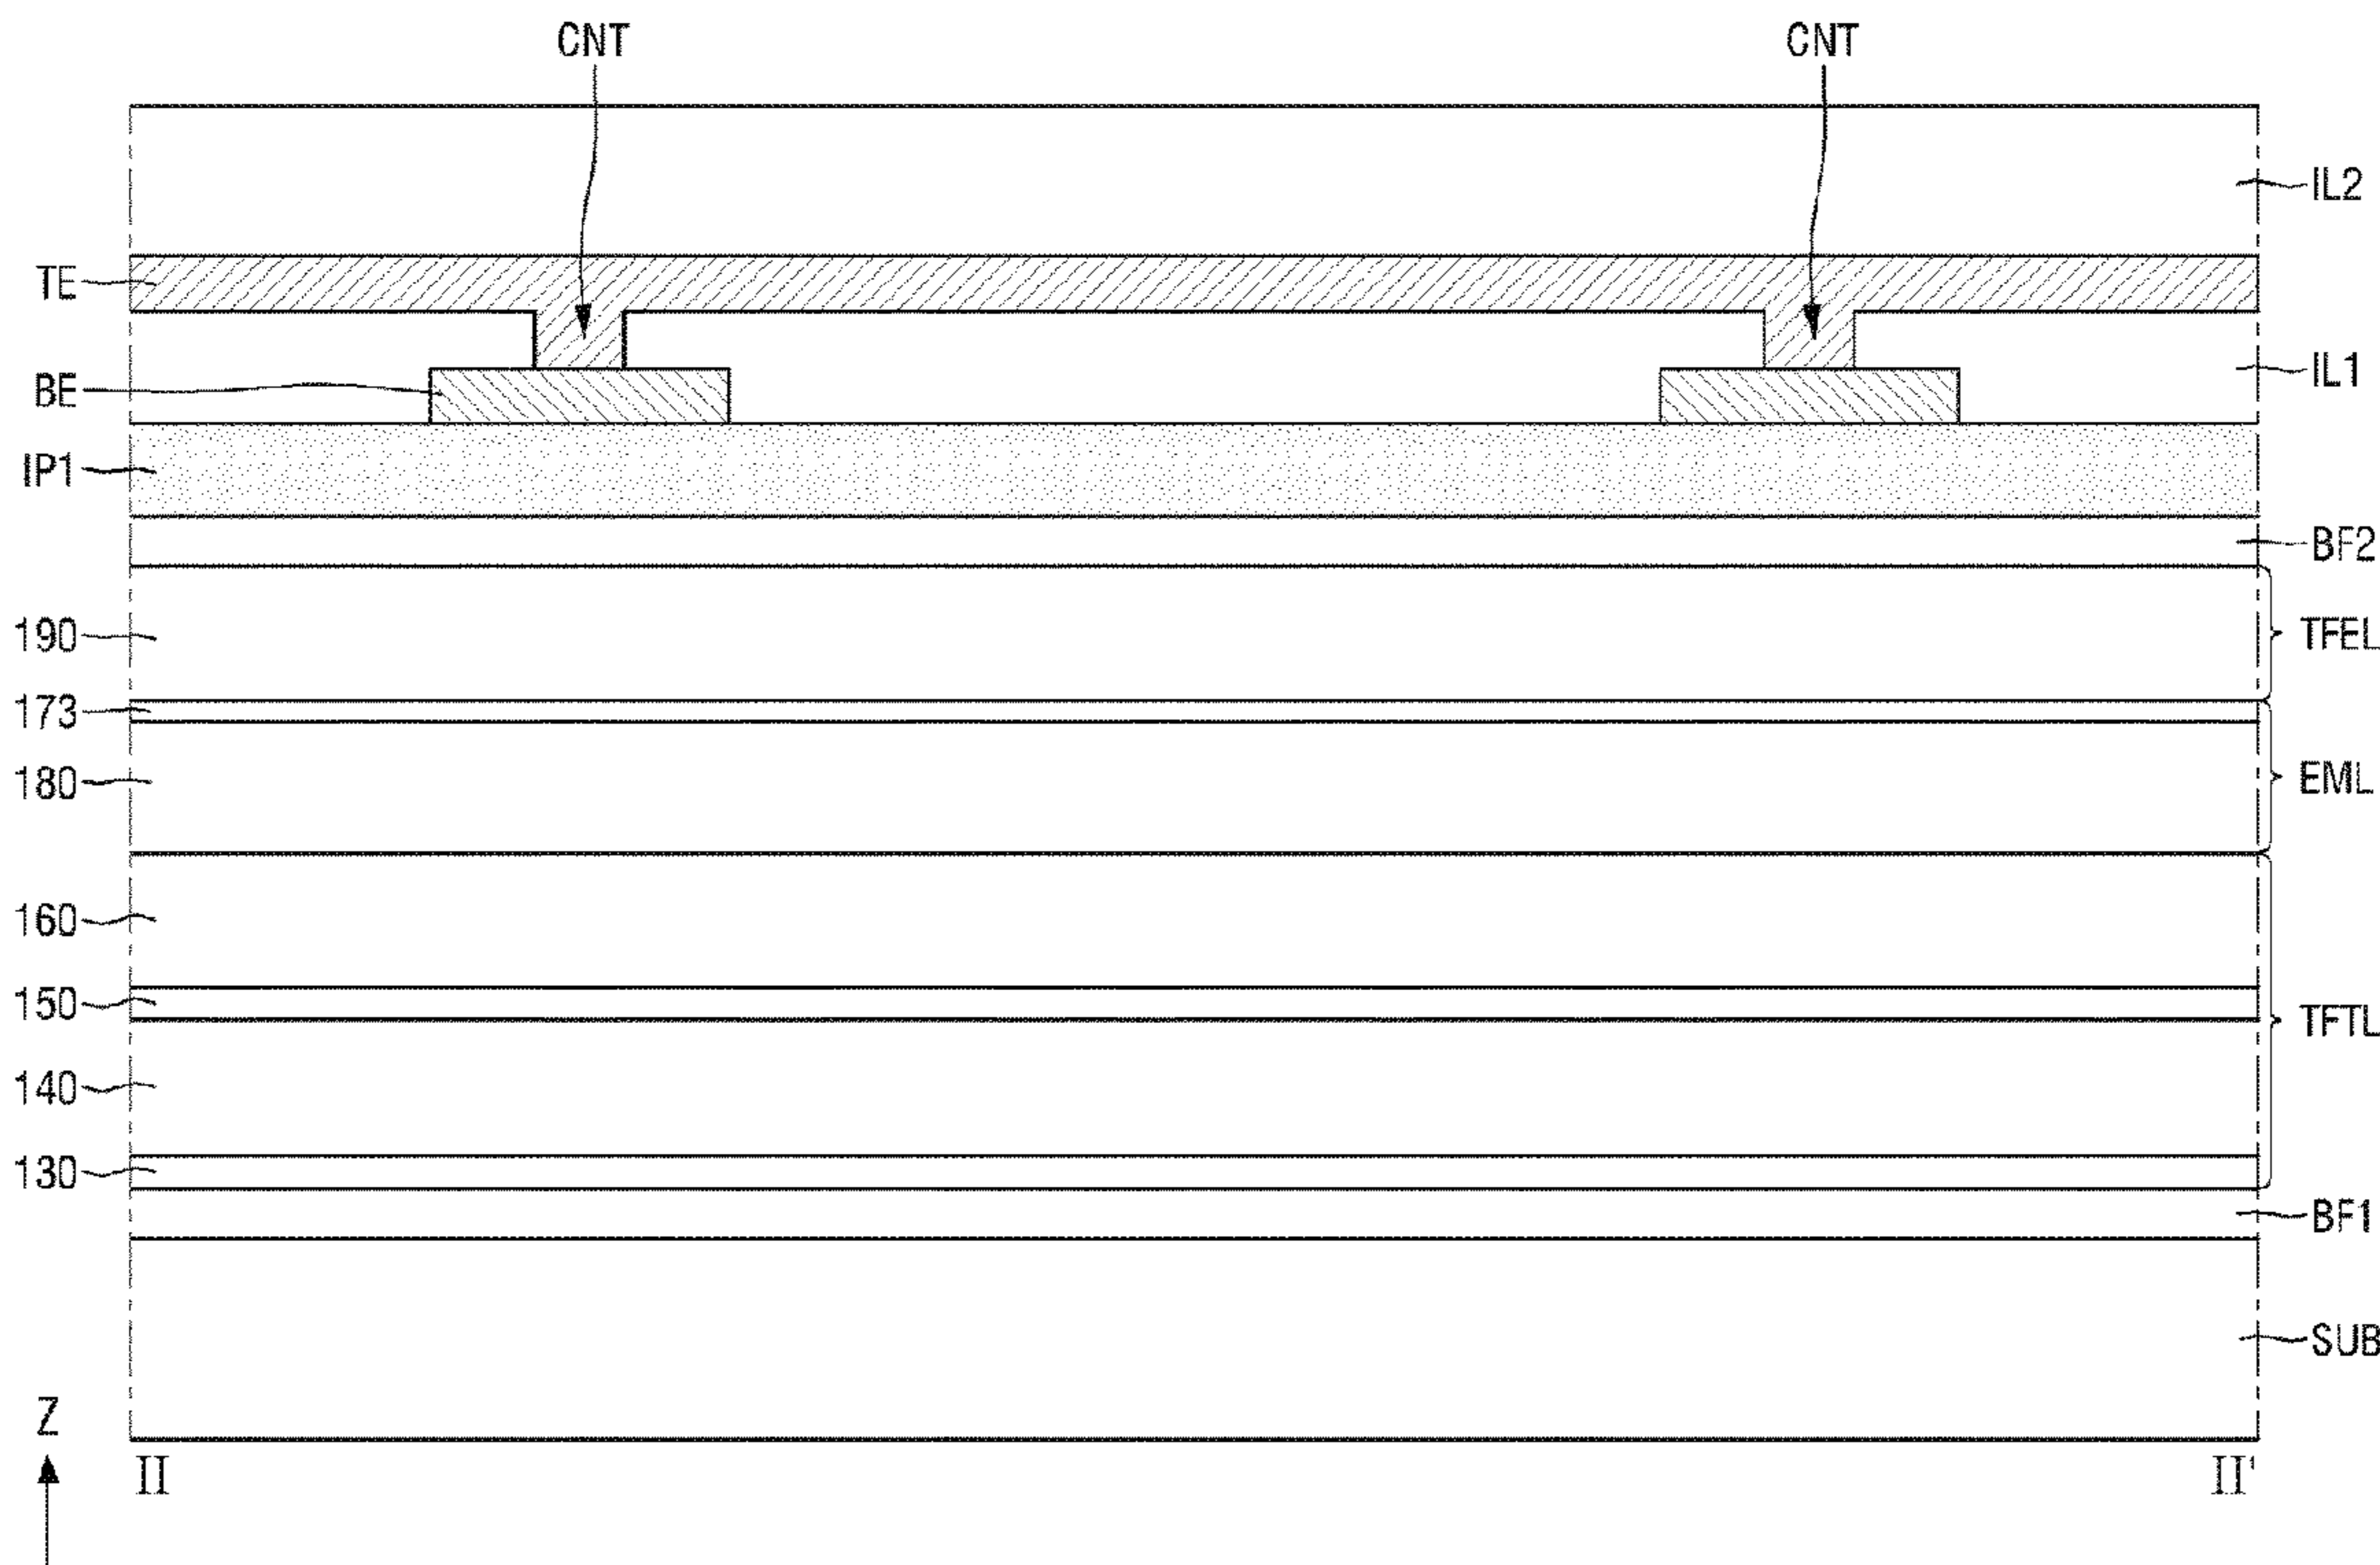 CNT CNT
IL2
TE
BE IL1
IP1
BF2
190 TFEL
173
180 EML
160
150 TFTL
140
130
BF1
SUB
Z
II II'